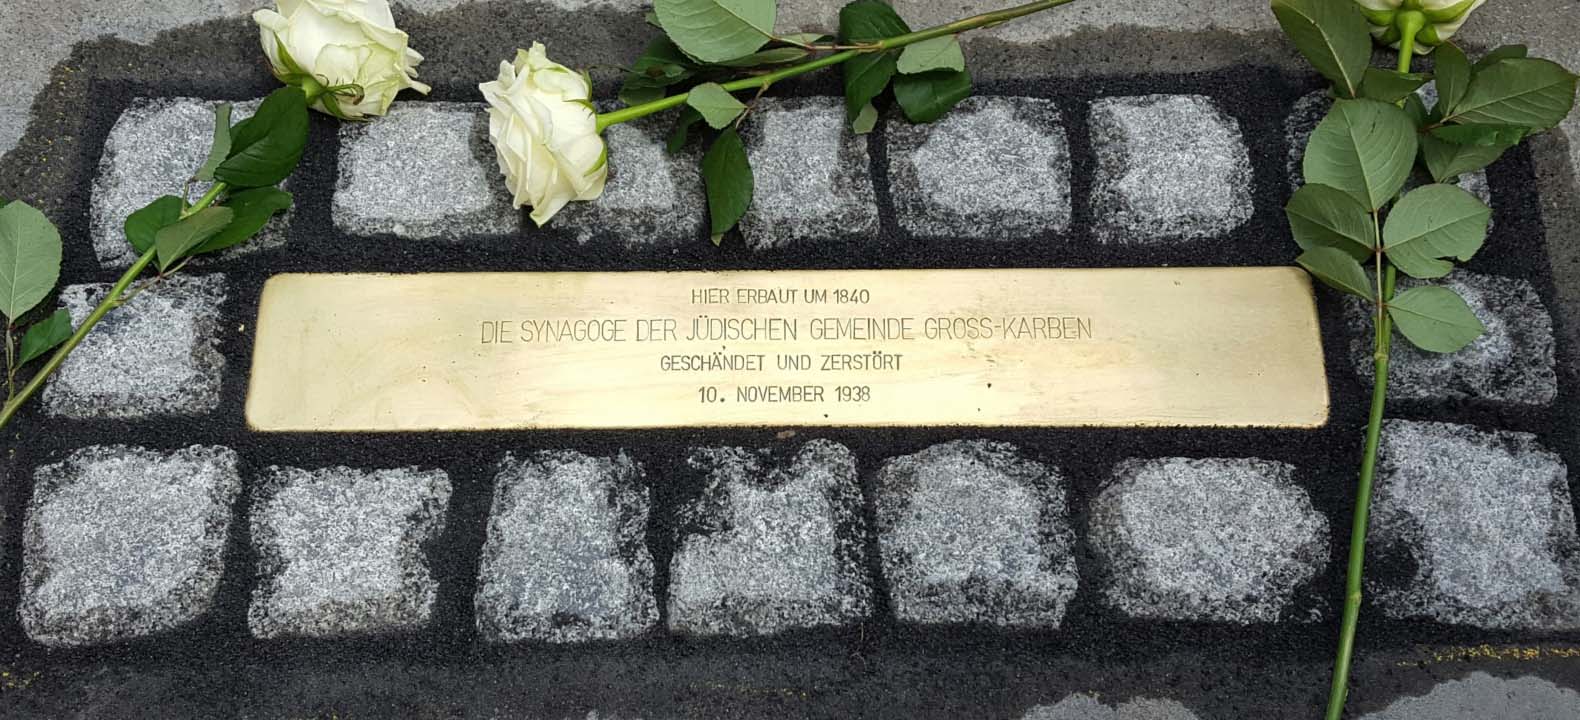 HIER ERBAUT UM 1840
DIE SYNAGOGE DER JÜDISCHEN GEMEINDE GROSS-KARBEN
GESCHÄNDET UND ZERSTÖRT
10. NOVEMBER 1938